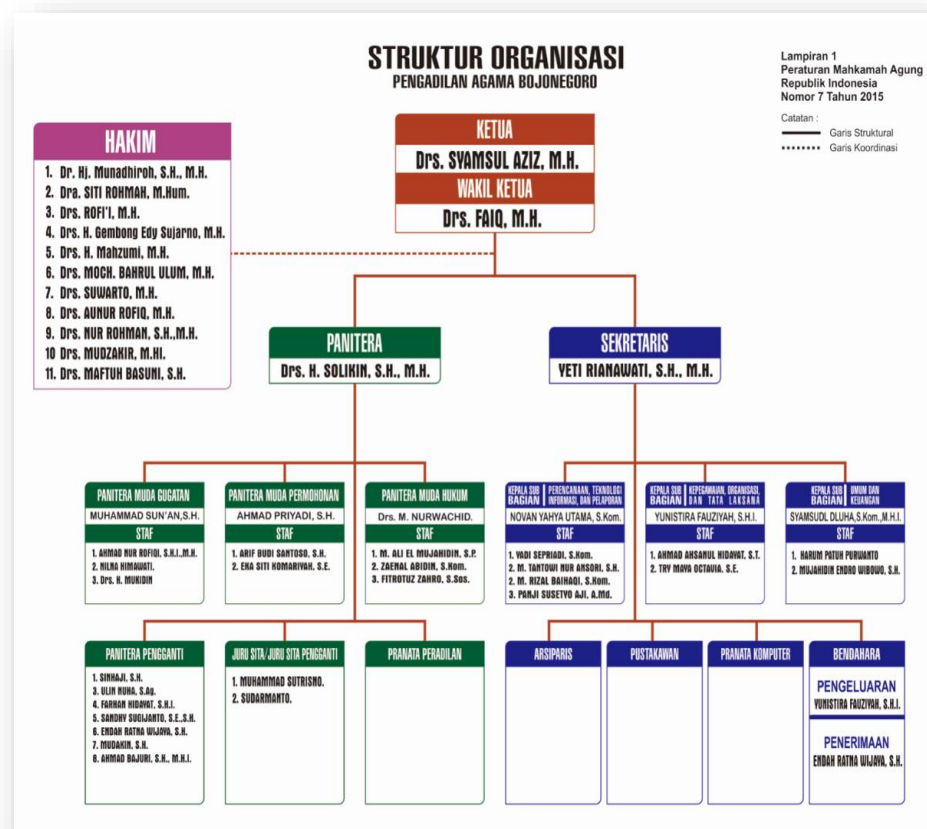 STRUKTUR ORGANISASI
PENGADILAN AGAMA BOJONEGORO
Lampiran 1
Peraturan Mahkamah Agung
Republik Indonesia
Nomor 7 Tahun 2015
Catatan :
Garis Struktural
Garis Koordinasi
HAKIM
1. Dr. Hj. Munadhiroh, S.H., M.H.
2. Dra. SITI ROHMAH, M.Hum.
3. Drs. ROFI'I, M.H.
4. Drs. H. Gembong Edy Sujarno, M.H.
5. Drs. H. Mahzumi, M.H.
6. Drs. MOCH. BAHRUL ULUM, M.H.
7. Drs. SUWARTO, M.H.
8. Drs. AUNUR ROFIQ, M.H.
9. Drs. NUR ROHMAN, S.H.,M.H.
10 Drs. MUDZAKIR, M.HI.
11. Drs. MAFTUH BASUNI, S.H.
KETUA
Drs. SYAMSUL AZIZ, M.H.
WAKIL KETUA
Drs. FAIQ, M.H.
PANITERA
Drs. H. SOLIKIN, S.H., M.H.
SEKRETARIS
YETI RIANAWATI, S.H., M.H.
PANITERA MUDA GUGATAN
MUHAMMAD SUN'AN,S.H.
STAF
1. AHMAD NUR ROFIQI, S.H.I.,M.H.
2. NILNA HIMAWATI.
3. Drs. H. MUKIDIN
PANITERA MUDA PERMOHONAN
AHMAD PRIYADI, S.H.
STAF
1. ARIF BUDI SANTOSO, S.H.
2. EKA SITI KOMARIYAH, S.E.
PANITERA MUDA HUKUM
Drs. M. NURWACHID.
STAF
1. M. ALI EL MUJAHIDIN, S.P.
2. ZAENAL ABIDIN, S.Kom.
3. FITROTUZ ZAHRO, S.Sos.
KEPALA SUB BAGIAN
PERENCANAAN, TEKNOLOGI
INFORMASI, DAN PELAPORAN
NOVAN YAHYA UTAMA, S.Kom.
STAF
1. YADI SEPRIADI, S.Kom.
2. M. TANTOWI NUR ANSORI, S.H.
2. M. RIZAL BAIHAQI, S.Kom.
3. PANJI SUSETYO AJI, A.Md.
KEPALA SUB BAGIAN
KEPEGAWAIAN, ORGANISASI,
DAN TATA LAKSANA
YUNISTIRA FAUZIYAH, S.H.I.
STAF
1. AHMAD AHSANUL HIDAYAT, S.T.
2. TRY MAYA OCTAVIA, S.E.
KEPALA SUB BAGIAN
UMUM DAN
KEUANGAN
SYAMSUDL DLUHA,S.Kom.,M.H.I.
STAF
1. HARUM PATUH PURWANTO
2. MUJAHIDIN ENDRO WIBOWO, S.H.
PANITERA PENGGANTI
1. SINHAJI, S.H.
3. ULIN NUHA, S.Ag.
4. FARHAN HIDAYAT, S.H.I.
5. SANDHY SUGIJANTO, S.E.,S.H.
6. ENDAH RATNA WIJAYA, S.H.
7. MUDAKIN, S.H.
8. AHMAD BAJURI, S.H., M.H.I.
JURU SITA/JURU SITA PENGGANTI
1. MUHAMMAD SUTRISNO.
2. SUDARMANTO.
PRANATA PERADILAN
ARSIPARIS
PUSTAKAWAN
PRANATA KOMPUTER
BENDAHARA
PENGELUARAN
YUNISTIRA FAUZIYAH, S.H.I.
PENERIMAAN
ENDAH RATNA WIJAYA, S.H.